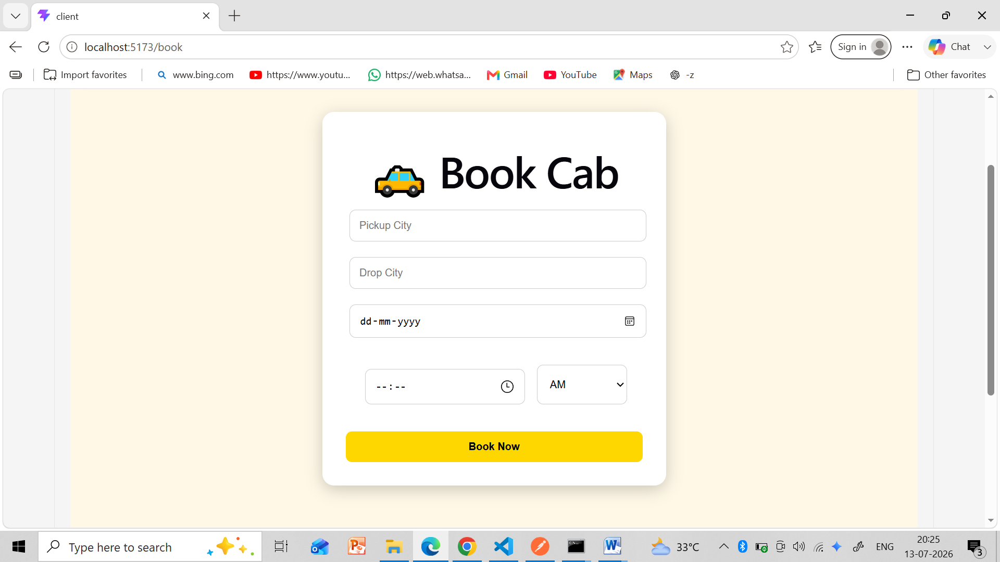 client
localhost:5173/book
Sign in
Chat
Import favorites
www.bing.com
https://www.youtu...
https://web.whatsa...
Gmail
YouTube
Maps
-z
Other favorites
Book Cab
Pickup City
Drop City
dd-mm-yyyy
--:--
AM
Book Now
Type here to search
33°C
ENG
20:25
13-07-2026
3